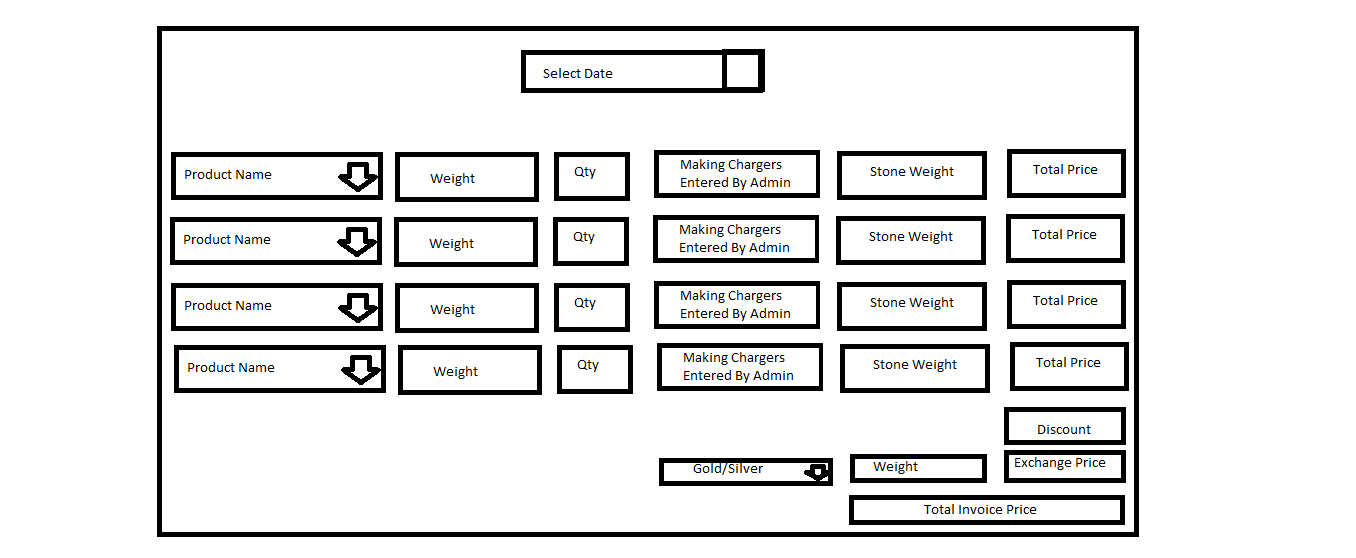 Select Date
Product Name
Weight
Qty
Making Chargers
Entered By Admin
Stone Weight
Total Price
Product Name
Weight
Qty
Making Chargers
Entered By Admin
Stone Weight
Total Price
Product Name
Weight
Qty
Making Chargers
Entered By Admin
Stone Weight
Total Price
Product Name
Weight
Qty
Making Chargers
Entered By Admin
Stone Weight
Total Price
Discount
Gold/Silver
Weight
Exchange Price
Total Invoice Price